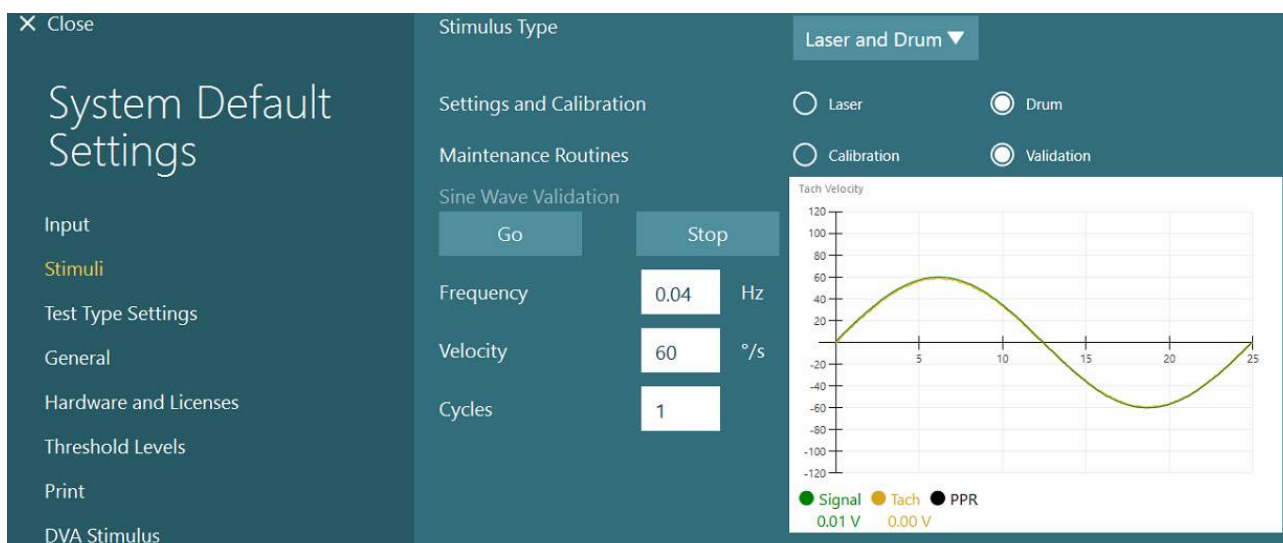 Close
System Default
Settings
Input
Stimuli
Test Type Settings
General
Hardware and Licenses
Threshold Levels
Print
DVA Stimulus
Stimulus Type
Laser and Drum
Settings and Calibration
Laser
Drum
Maintenance Routines
Calibration
Validation
Sine Wave Validation
Go
Stop
Frequency
0.04
Hz
Velocity
60
°/s
Cycles
1
Tach Velocity
120
100
80
60
40
20
-20
-40
-60
-80
-100
-120
5
10
15
20
25
Signal
Tach
PPR
0.01 V
0.00 V